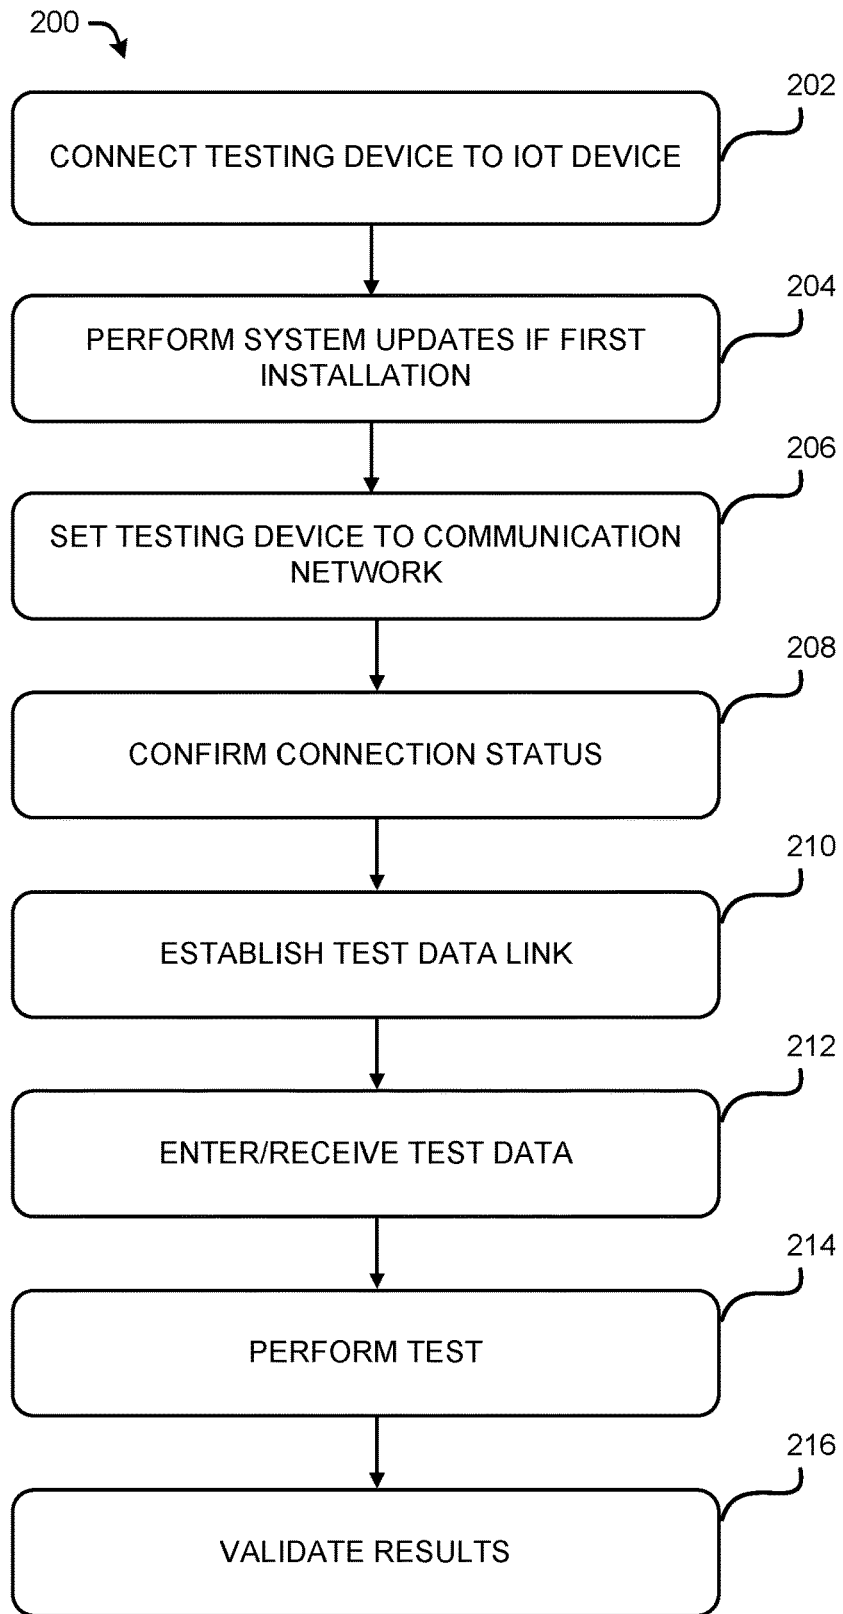 200
202
CONNECT TESTING DEVICE TO IOT DEVICE
204
PERFORM SYSTEM UPDATES IF FIRST
INSTALLATION
206
SET TESTING DEVICE TO COMMUNICATION
NETWORK
208
CONFIRM CONNECTION STATUS
210
ESTABLISH TEST DATA LINK
212
ENTER/RECEIVE TEST DATA
214
PERFORM TEST
216
VALIDATE RESULTS